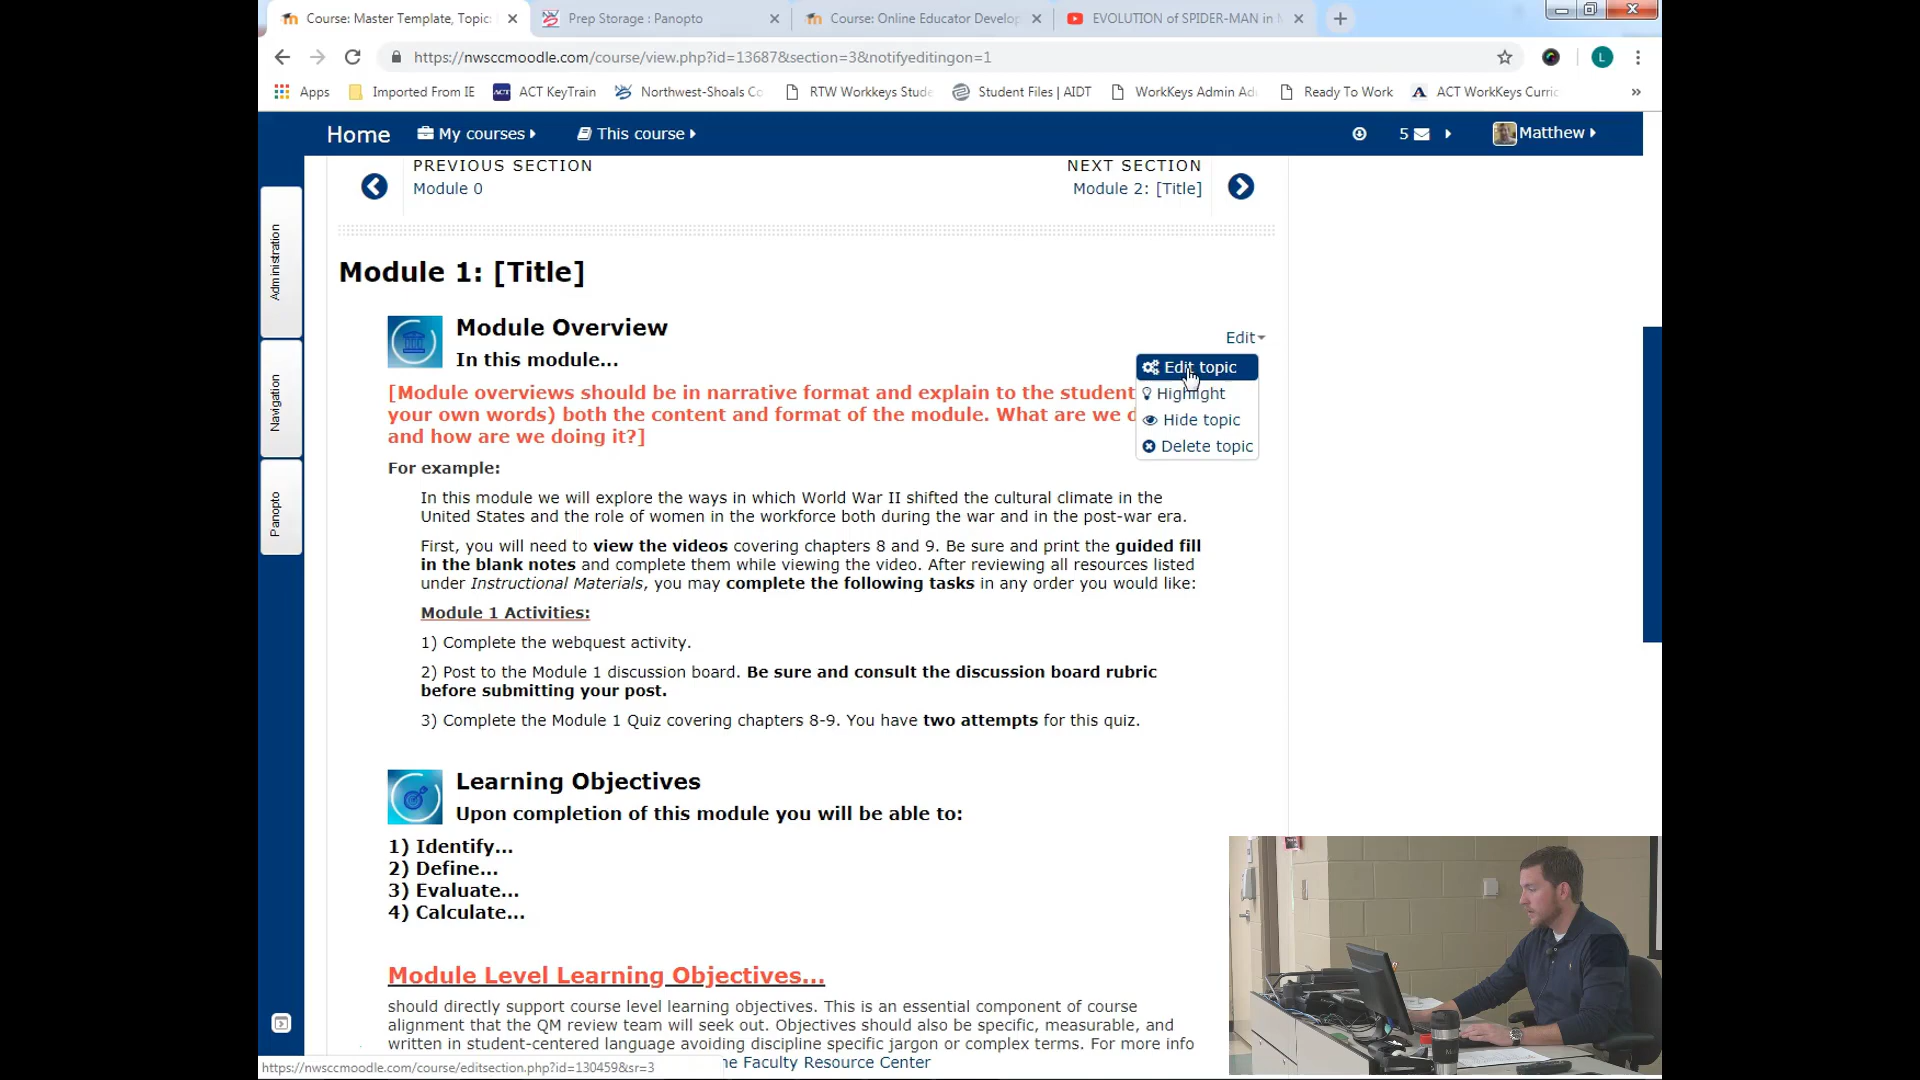 Course: Master Template, Topic:
Prep Storage : Panopto
Course: Online Educator Develop
EVOLUTION of SPIDER-MAN in
https://nwsccmoodle.com/course/view.php?id=13687&section=3&notifyeditingon=1
L
Apps
Imported From IE
ACT
ACT KeyTrain
Northwest-Shoals Co
RTW Workkeys Stude
Student Files | AIDT
WorkKeys Admin Ad
Ready To Work
ACT WorkKeys Curric
»
Home
My courses
This course
5
Matthew
PREVIOUS SECTION
Module 0
NEXT SECTION
Module 2: [Title]
Administration
Navigation
Panopto
Module 1: [Title]
Module Overview
In this module...
Edit
Edit topic
Highlight
Hide topic
Delete topic
[Module overviews should be in narrative format and explain to the student
your own words) both the content and format of the module. What are we d
and how are we doing it?]
For example:
In this module we will explore the ways in which World War II shifted the cultural climate in the
United States and the role of women in the workforce both during the war and in the post-war era.
First, you will need to view the videos covering chapters 8 and 9. Be sure and print the guided fill
in the blank notes and complete them while viewing the video. After reviewing all resources listed
under Instructional Materials, you may complete the following tasks in any order you would like:
Module 1 Activities:
1) Complete the webquest activity.
2) Post to the Module 1 discussion board. Be sure and consult the discussion board rubric
before submitting your post.
3) Complete the Module 1 Quiz covering chapters 8-9. You have two attempts for this quiz.
Learning Objectives
Upon completion of this module you will be able to:
1) Identify...
2) Define...
3) Evaluate...
4) Calculate...
Module Level Learning Objectives...
should directly support course level learning objectives. This is an essential component of course
alignment that the QM review team will seek out. Objectives should also be specific, measurable, and
written in student-centered language avoiding discipline specific jargon or complex terms. For more info
he Faculty Resource Center
https://nwsccmoodle.com/course/editsection.php?id=130459&sr=3